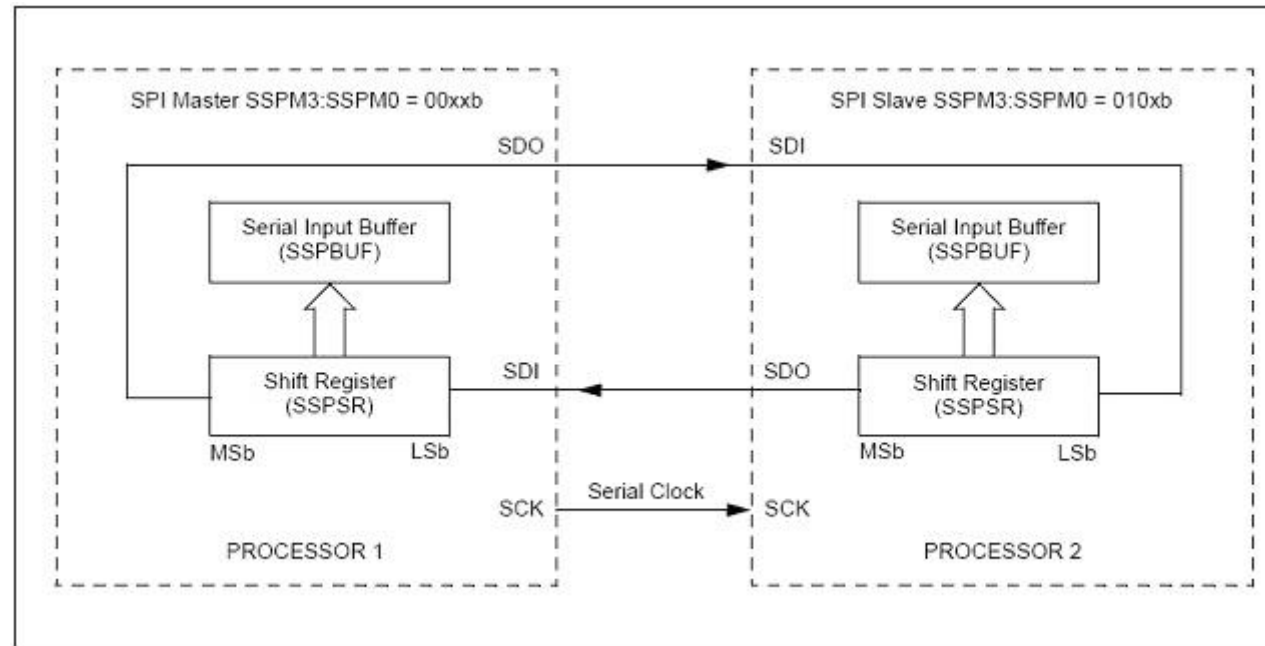 SPI Master SSPM3:SSPM0 = 00xxb
SDO
Serial Input Buffer
(SSPBUF)
Shift Register
(SSPSR)
MSb
LSb
SDI
SCK
PROCESSOR 1
Serial Clock
SPI Slave SSPM3:SSPM0 = 010xb
SDI
Serial Input Buffer
(SSPBUF)
SDO
Shift Register
(SSPSR)
MSb
LSb
SCK
PROCESSOR 2